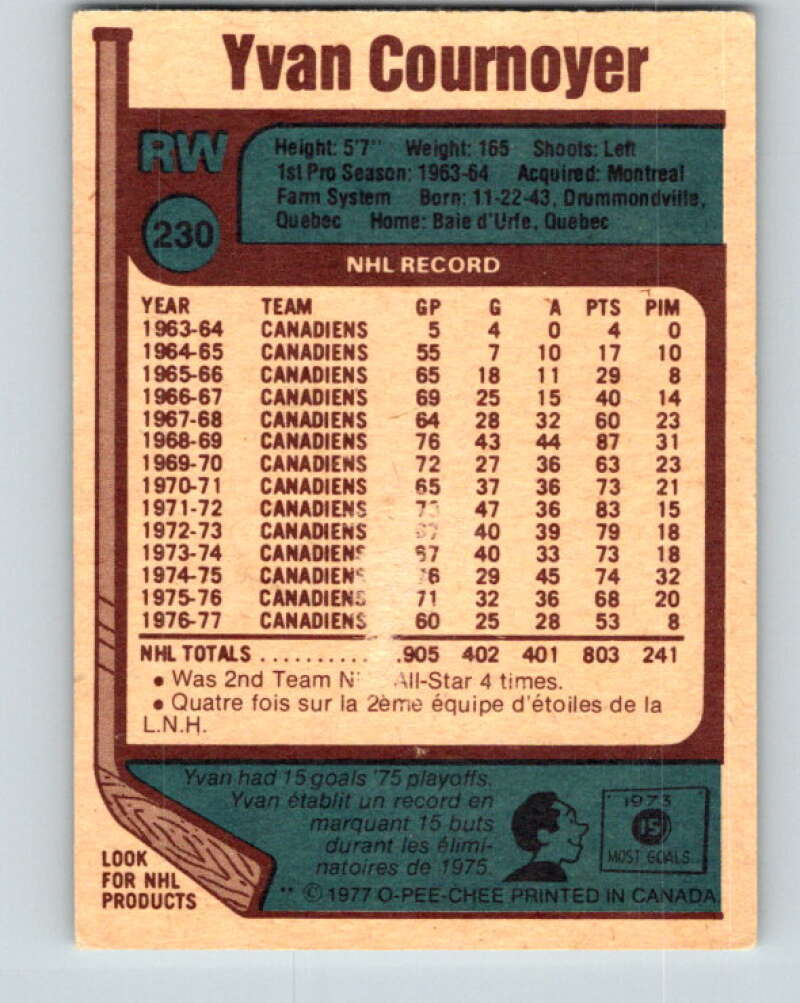 Yvan Cournoyer
RW
230
Height: 5'7" Weight: 165 Shoots: Left
1st Pro Season: 1963-64 Acquired: Montreal
Farm System Born: 11-22-43, Drummondville,
Quebec Home: Baie d'Urfe, Quebec
NHL RECORD
YEAR TEAM GP G A PTS PIM
1963-64 CANADIENS 5 4 0 4 0
1964-65 CANADIENS 55 7 10 17 10
1965-66 CANADIENS 65 18 11 29 8
1966-67 CANADIENS 69 25 15 40 14
1967-68 CANADIENS 64 28 32 60 23
1968-69 CANADIENS 76 43 44 87 31
1969-70 CANADIENS 72 27 36 63 23
1970-71 CANADIENS 65 37 36 73 21
1971-72 CANADIENS 73 47 36 83 15
1972-73 CANADIENS 67 40 39 79 18
1973-74 CANADIENS 67 40 33 73 18
1974-75 CANADIENS 76 29 45 74 32
1975-76 CANADIENS 71 32 36 68 20
1976-77 CANADIENS 60 25 28 53 8
NHL TOTALS .......... .905 402 401 803 241
• Was 2nd Team All-Star 4 times.
• Quatre fois sur la 2ème équipe d'étoiles de la
L.N.H.
Yvan had 15 goals '75 playoffs.
Yvan établit un record en
marquant 15 buts
durant les élimi-
natoires de 1975.
1973
15
MOST GOALS
LOOK
FOR NHL
PRODUCTS
** © 1977 O-PEE-CHEE PRINTED IN CANADA